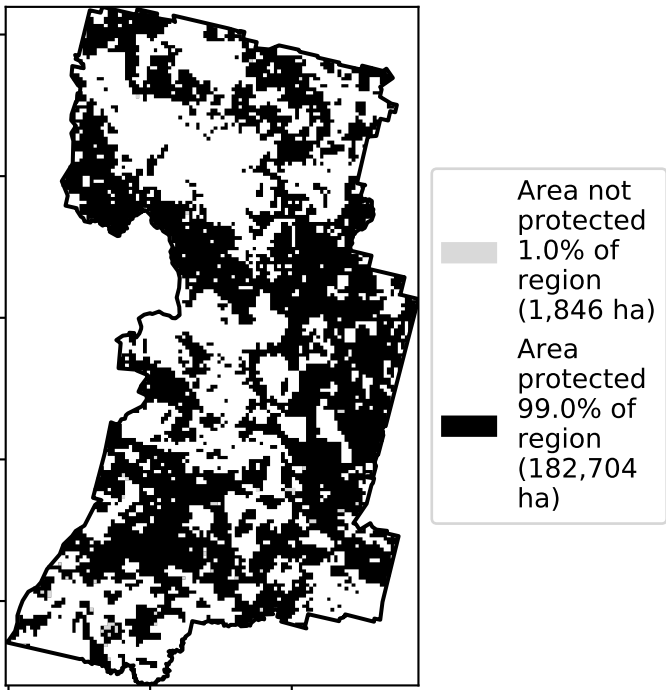 Area not
protected
1.0% of
region
(1,846 ha)
Area
protected
99.0% of
region
(182,704
ha)